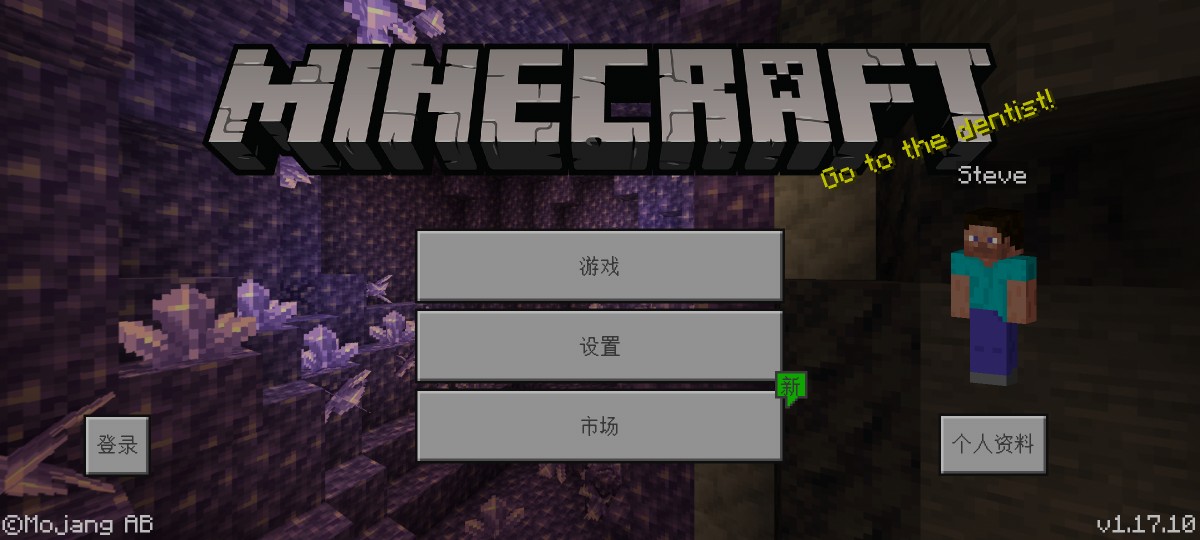 MINECRAFT
Go to the dentist!
Steve
游戏
设置
新
市场
登录
个人资料
©Mojang AB
v1.17.10